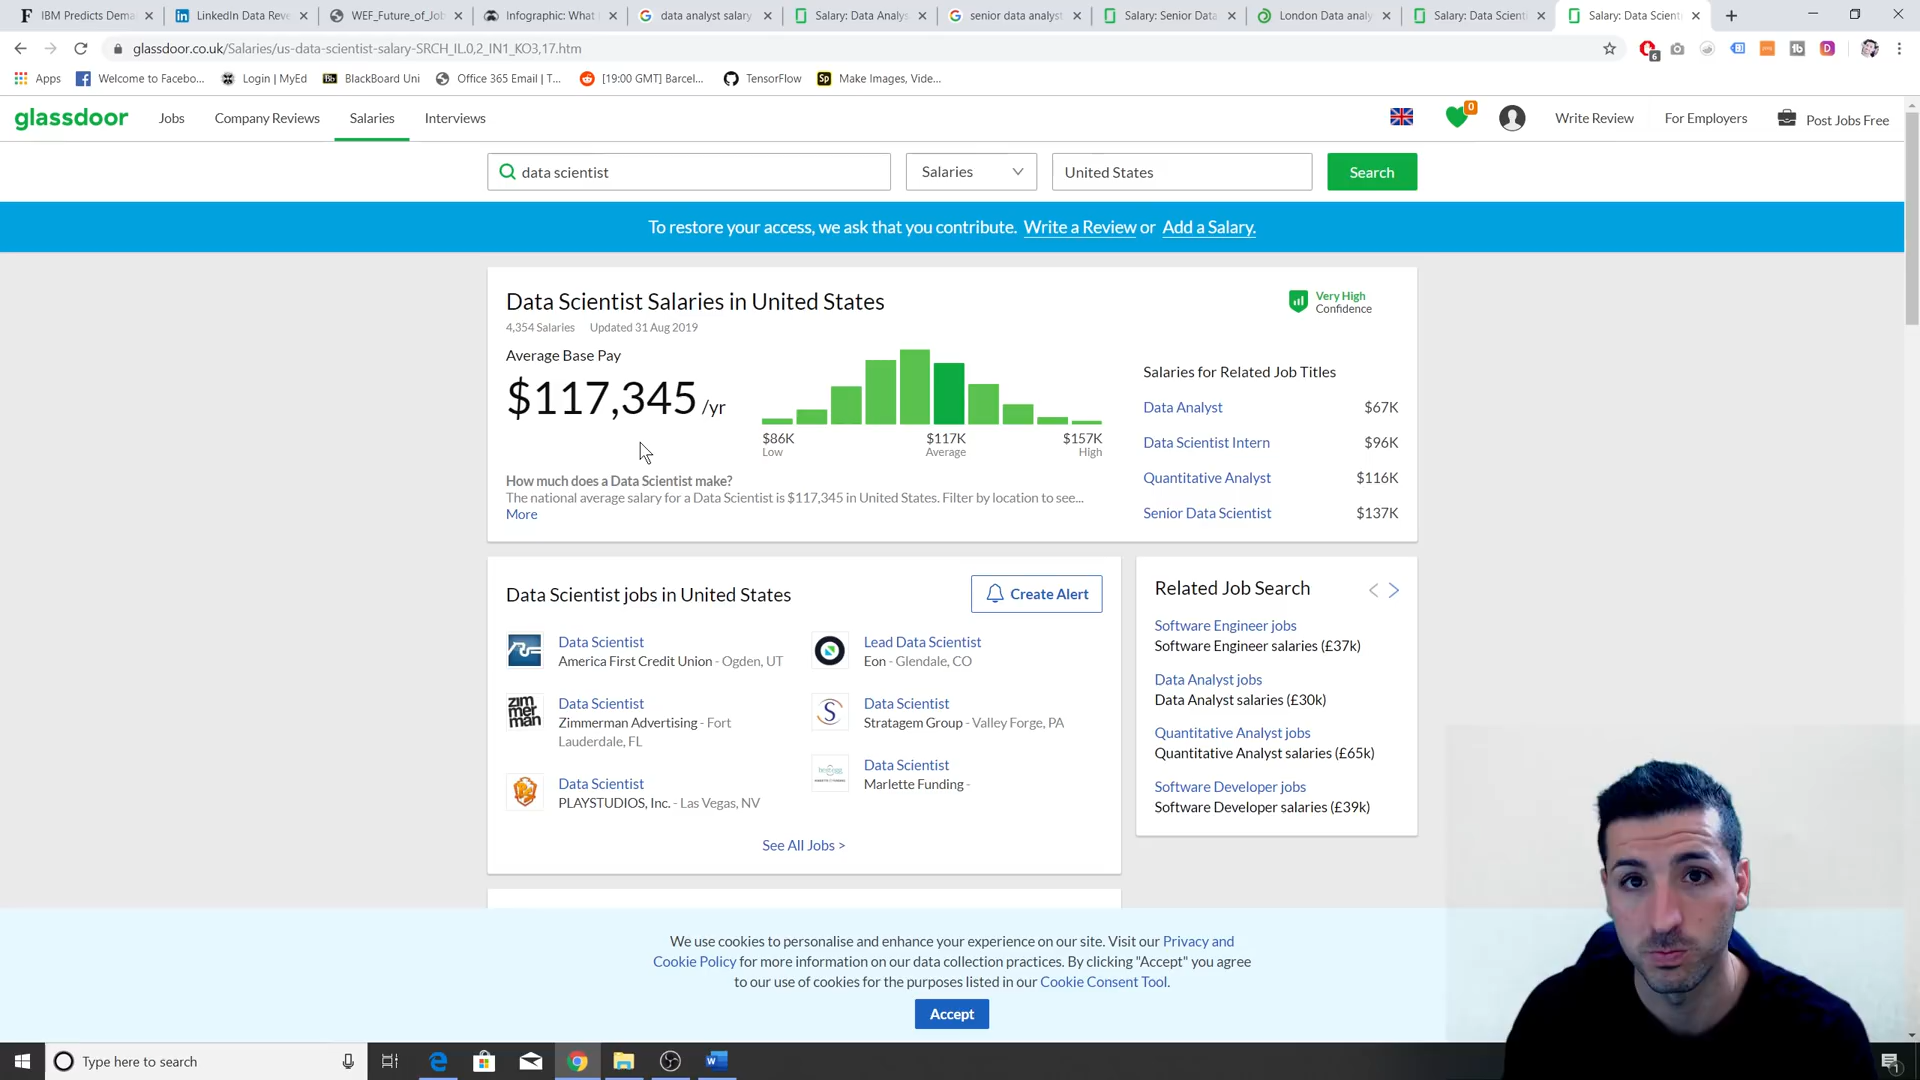 IBM Predicts Dema
LinkedIn Data Reve
WEF_Future_of_Jo
Infographic: What
data analyst salary
Salary: Data Analys
senior data analyst
Salary: Senior Data
London Data analy
Salary: Data Scienti
Salary: Data Scient
glassdoor.co.uk/Salaries/us-data-scientist-salary-SRCH_IL.0,2_IN1_KO3,17.htm
6
Apps
Welcome to Facebo...
Login | MyEd
BlackBoard Uni
Office 365 Email | T...
[19:00 GMT] Barcel...
TensorFlow
Make Images, Vide...
glassdoor
Jobs
Company Reviews
Salaries
Interviews
0
Write Review
For Employers
Post Jobs Free
data scientist
Salaries
United States
Search
To restore your access, we ask that you contribute. Write a Review or Add a Salary.
Data Scientist Salaries in United States
4,354 Salaries Updated 31 Aug 2019
Very High
Confidence
Average Base Pay
$117,345 /yr
$86K
Low
$117K
Average
$157K
High
How much does a Data Scientist make?
The national average salary for a Data Scientist is $117,345 in United States. Filter by location to see...
More
Salaries for Related Job Titles
Data Analyst $67K
Data Scientist Intern $96K
Quantitative Analyst $116K
Senior Data Scientist $137K
Data Scientist jobs in United States
Create Alert
Data Scientist
America First Credit Union - Ogden, UT
zim
mer
man
Data Scientist
Zimmerman Advertising - Fort
Lauderdale, FL
Data Scientist
PLAYSTUDIOS, Inc. - Las Vegas, NV
Lead Data Scientist
Eon - Glendale, CO
S
Data Scientist
Stratagem Group - Valley Forge, PA
Data Scientist
Marlette Funding -
See All Jobs >
Related Job Search
Software Engineer jobs
Software Engineer salaries (£37k)
Data Analyst jobs
Data Analyst salaries (£30k)
Quantitative Analyst jobs
Quantitative Analyst salaries (£65k)
Software Developer jobs
Software Developer salaries (£39k)
We use cookies to personalise and enhance your experience on our site. Visit our Privacy and
Cookie Policy for more information on our data collection practices. By clicking "Accept" you agree
to our use of cookies for the purposes listed in our Cookie Consent Tool.
Accept
Type here to search